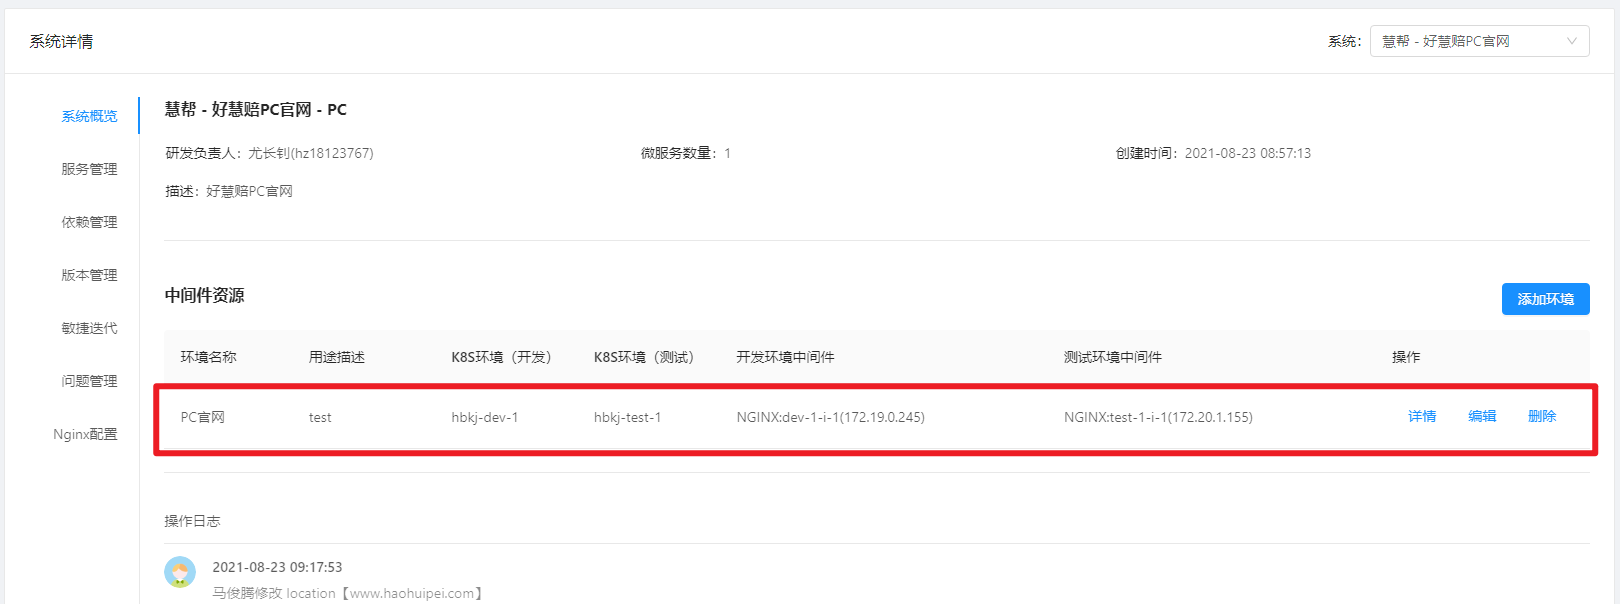 系统详情
系统： 慧帮 - 好慧赔PC官网
系统概览
服务管理
依赖管理
版本管理
敏捷迭代
问题管理
Nginx配置
慧帮 - 好慧赔PC官网 - PC
研发负责人： 尤长钊(hz18123767) 微服务数量： 1 创建时间： 2021-08-23 08:57:13
描述： 好慧赔PC官网
中间件资源 添加环境
环境名称 用途描述 K8S环境（开发） K8S环境（测试） 开发环境中间件 测试环境中间件 操作
PC官网 test hbkj-dev-1 hbkj-test-1 NGINX:dev-1-i-1(172.19.0.245) NGINX:test-1-i-1(172.20.1.155) 详情 编辑 删除
操作日志
2021-08-23 09:17:53
马俊腾修改 location【www.haohuipei.com】